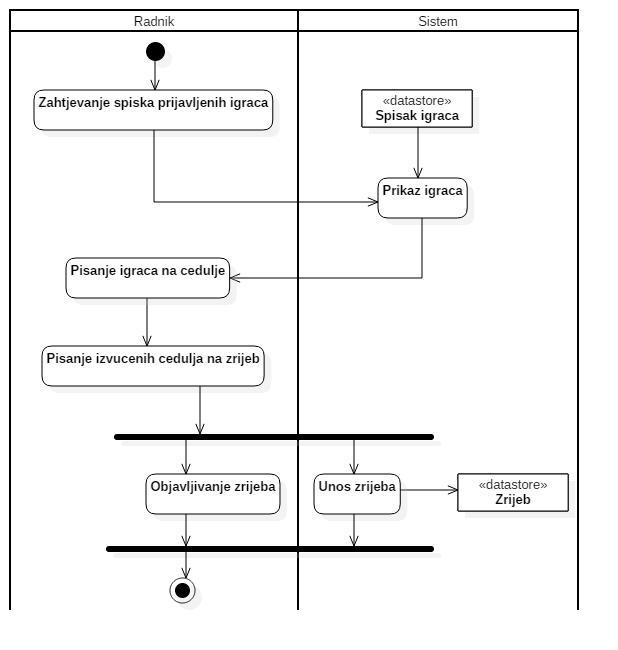 Radnik
Sistem
Zahtjevanje spiska prijavljenih igraca
«datastore»
Spisak igraca
Prikaz igraca
Pisanje igraca na cedulje
Pisanje izvucenih cedulja na zrijeb
Objavljivanje zrijeba
Unos zrijeba
«datastore»
Zrijeb